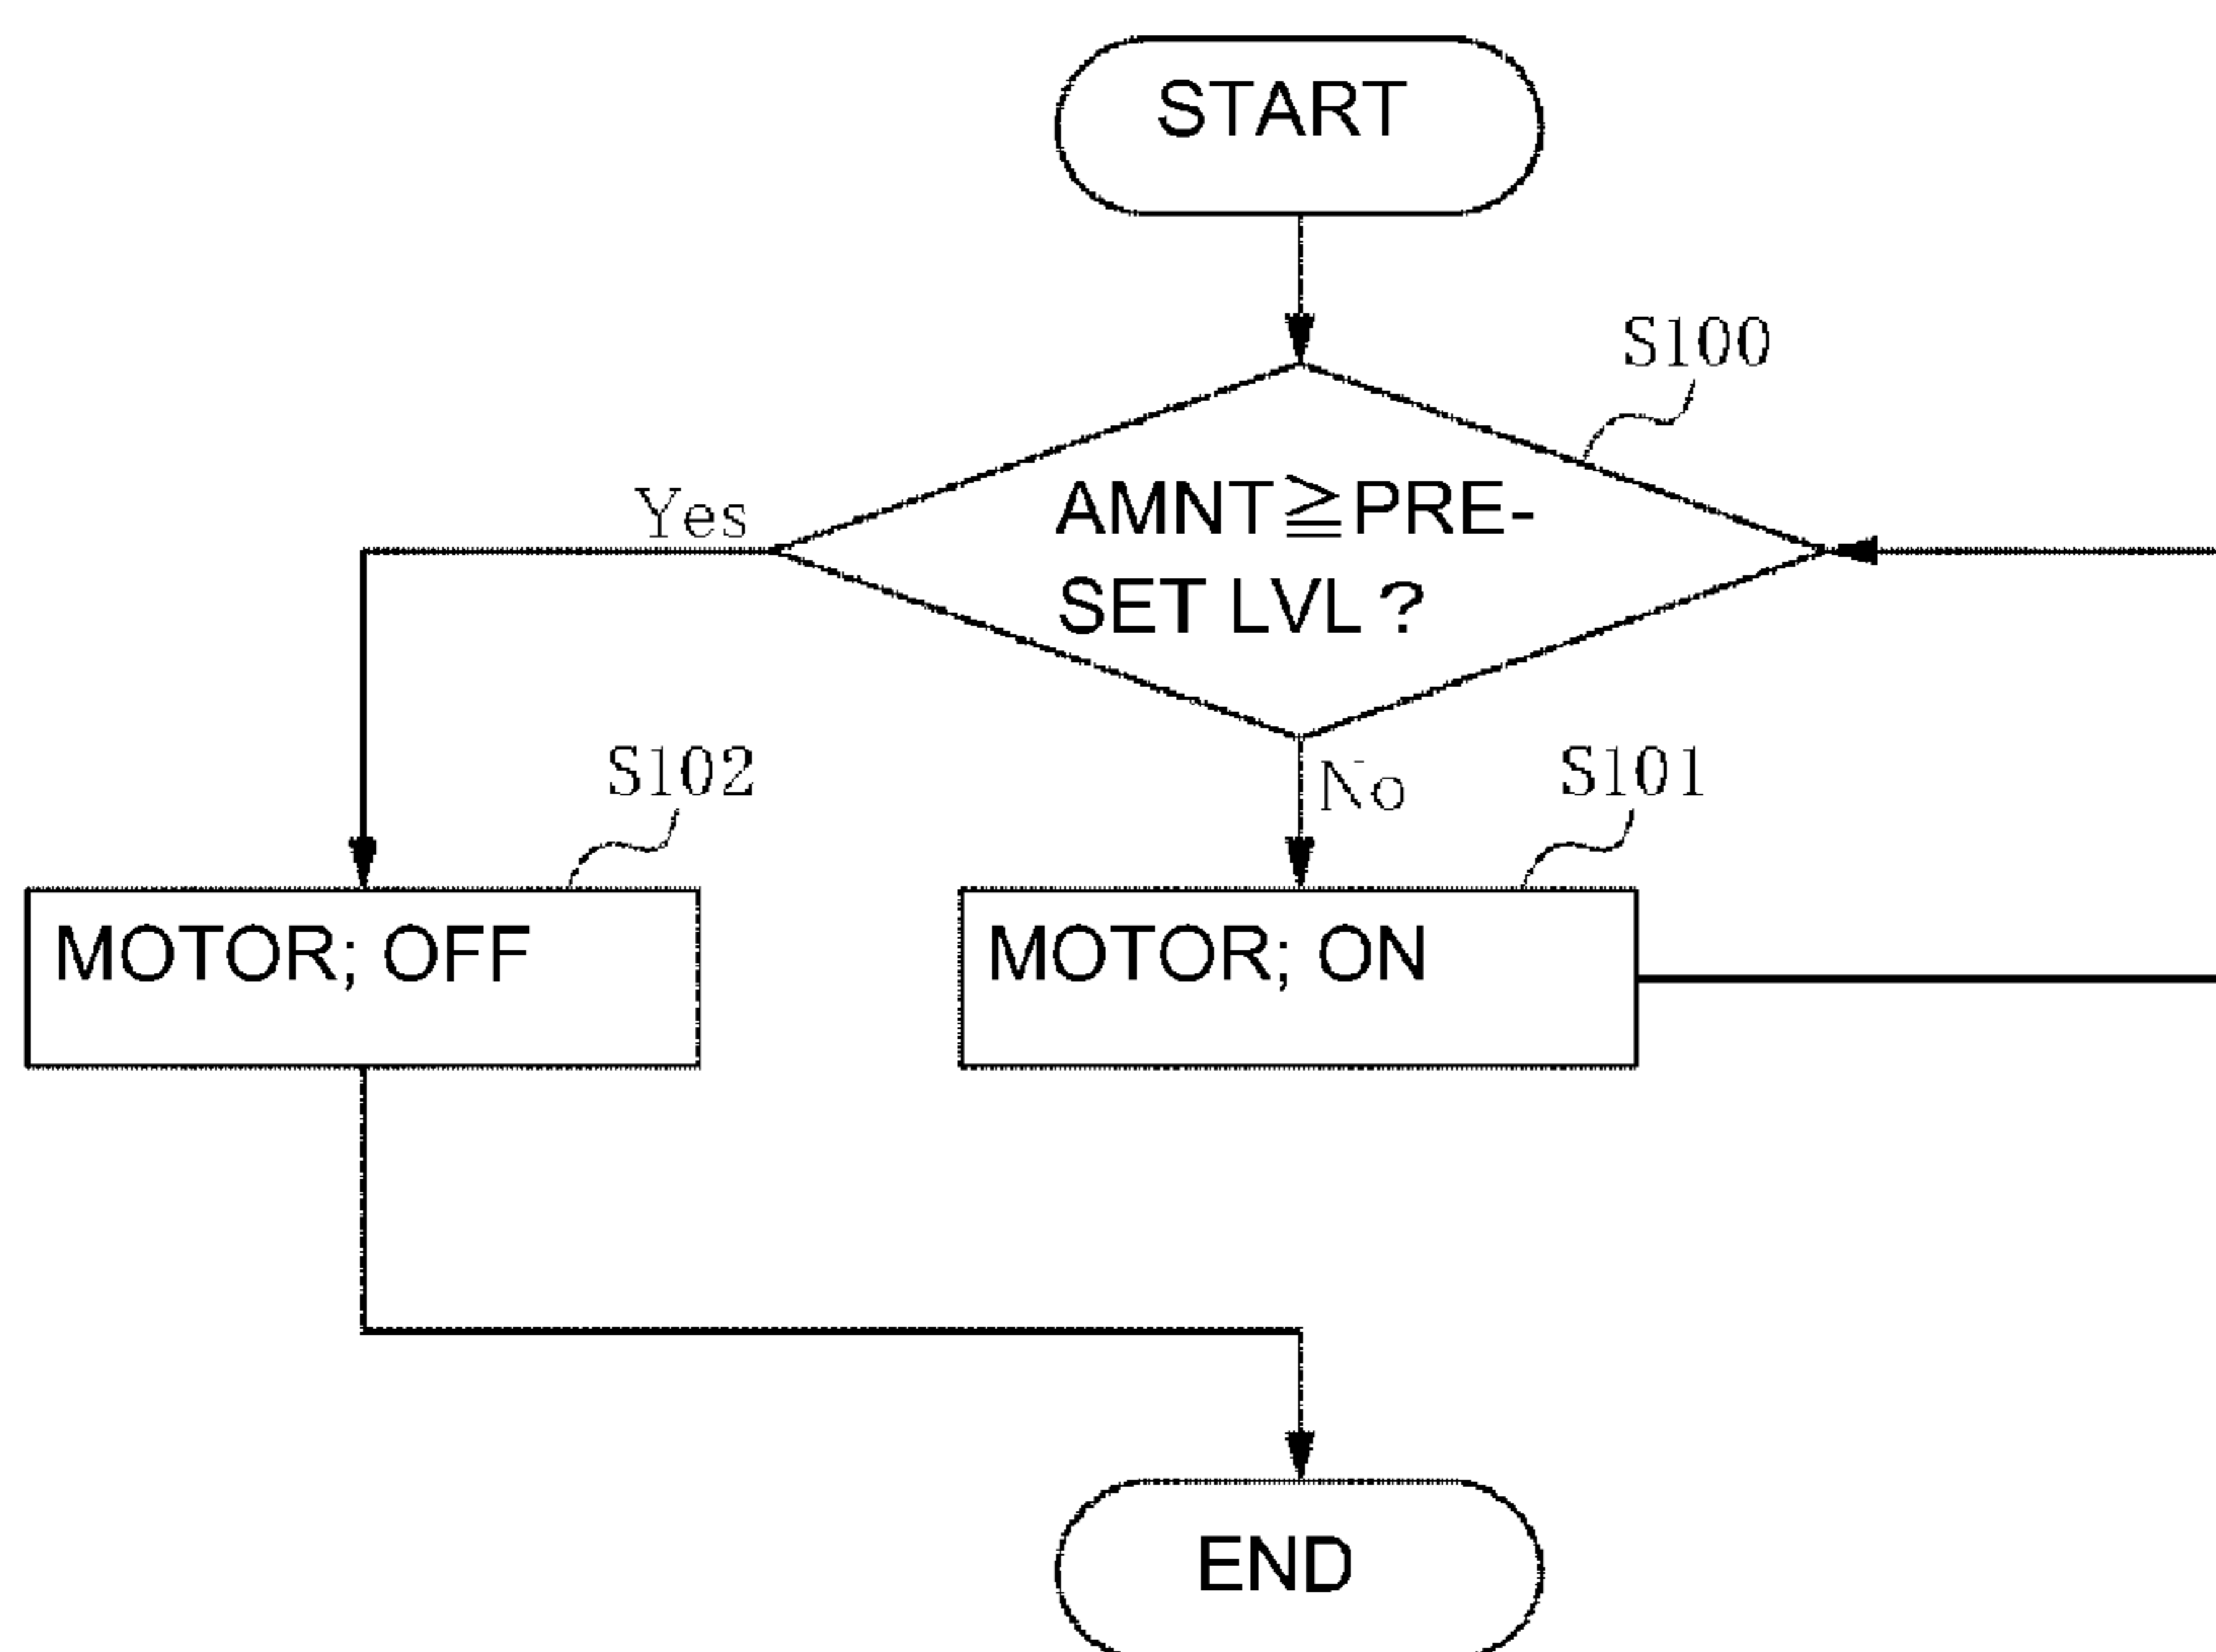 START
S100
Yes
AMNT≧PRE-
SET LVL?
S102
No
S101
MOTOR; OFF
MOTOR; ON
END